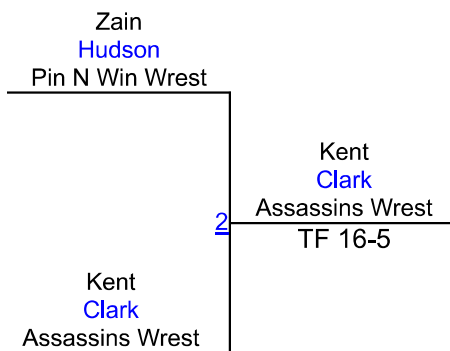 Zain
Hudson
Pin N Win Wrest
Kent
Clark
Assassins Wrest
2
TF 16-5
Kent
Clark
Assassins Wrest